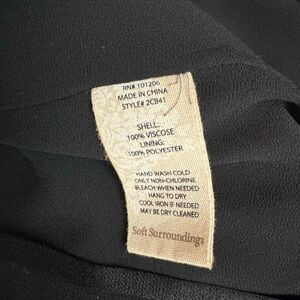 RN# 101206
MADE IN CHINA
STYLE# 2CB41
SHELL:
100% VISCOSE
LINING:
100% POLYESTER
HAND WASH COLD
ONLY NON-CHLORINE
BLEACH WHEN NEEDED
HANG TO DRY
COOL IRON IF NEEDED
MAY BE DRY CLEANED
Soft Surroundings